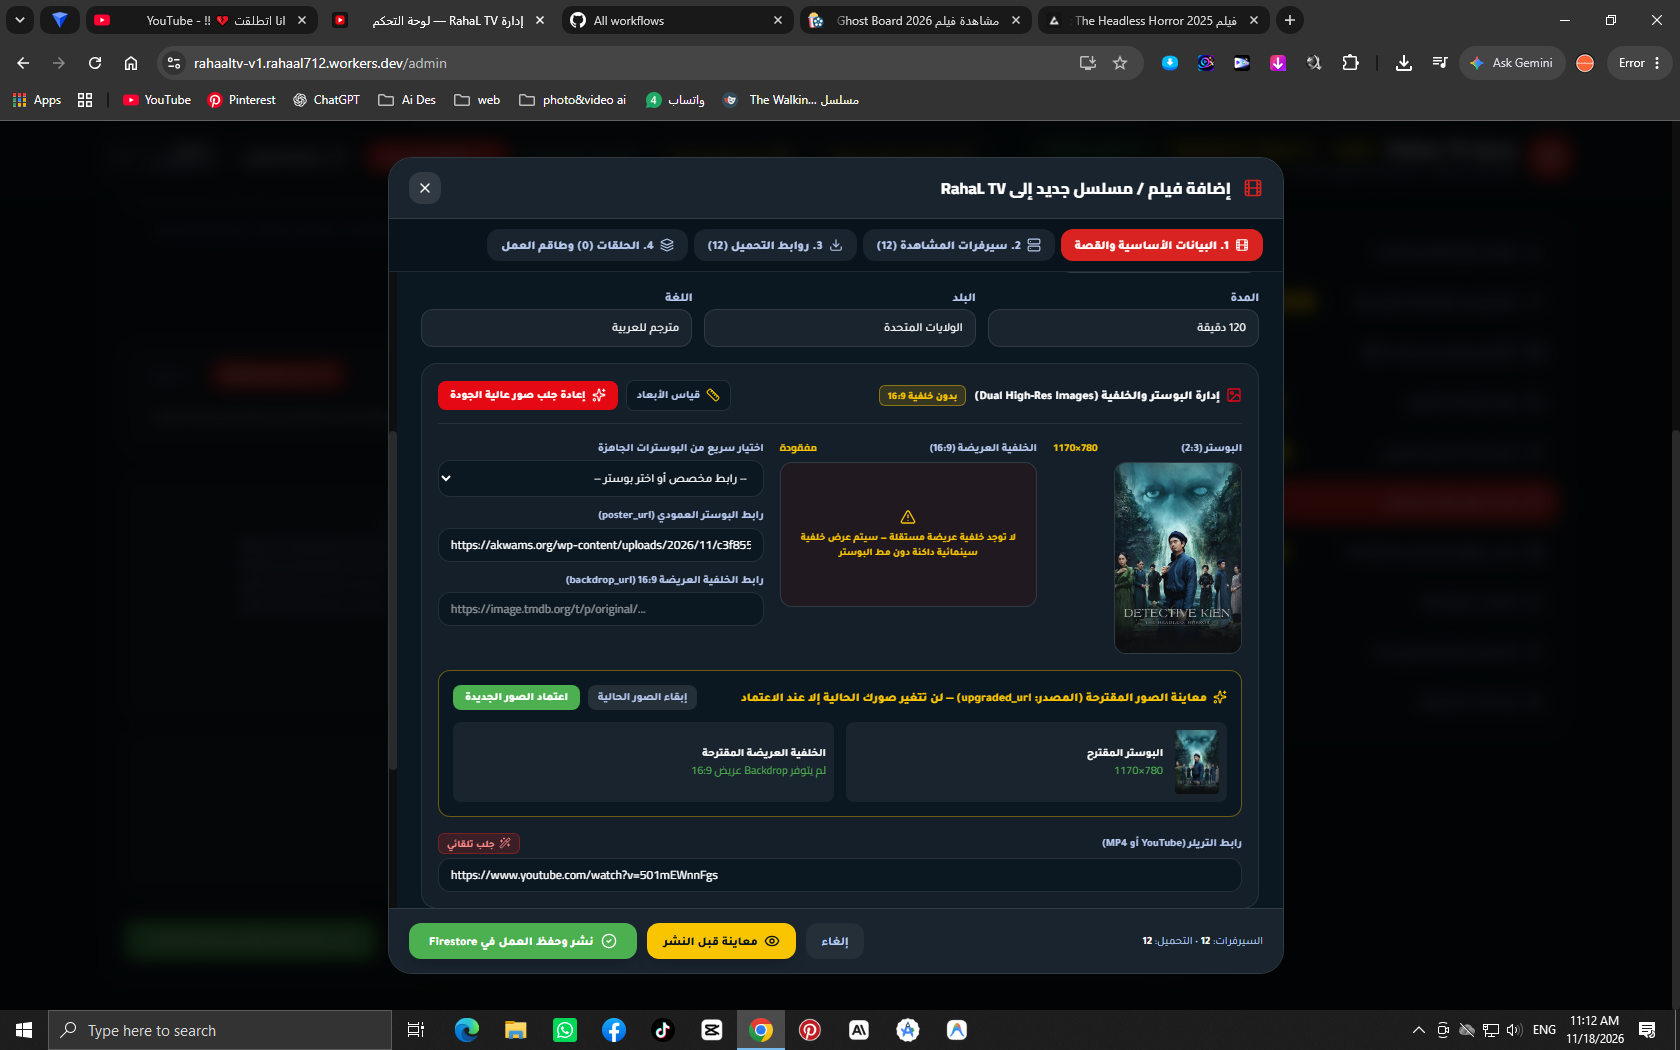 YouTube - !! 💔 انا اتطلقت
إدارة RahaL TV — لوحة التحكم
All workflows
مشاهدة فيلم Ghost Board 2026
فيلم The Headless Horror 2025
rahaaltv-v1.rahaal712.workers.dev/admin
Ask Gemini
Error
Apps
YouTube
Pinterest
ChatGPT
Ai Des
web
photo&video ai
واتساب
مسلسل The Walkin...
إضافة فيلم / مسلسل جديد إلى RahaL TV
1. البيانات الأساسية والقصة
2. سيرفرات المشاهدة (12)
3. روابط التحميل (12)
4. الحلقات (0) وطاقم العمل
المدة
البلد
اللغة
120 دقيقة
الولايات المتحدة
مترجم للعربية
إدارة البوستر والخلفية (Dual High-Res Images)
بدون خلفية 16:9
قياس الأبعاد
إعادة جلب صور عالية الجودة
البوستر (2:3)
1170×780
الخلفية العريضة (16:9)
مفقودة
اختيار سريع من البوسترات الجاهزة
-- رابط مخصص أو اختر بوستر --
رابط البوستر العمودي (poster_url)
https://akwams.org/wp-content/uploads/2026/11/c3f855
رابط الخلفية العريضة 16:9 (backdrop_url)
https://image.tmdb.org/t/p/original/...
لا توجد خلفية عريضة مستقلة – سيتم عرض خلفية
سينمائية داكنة دون مط البوستر
DETECTIVE KIEN
THE HEADLESS HORROR
معاينة الصور المقترحة (المصدر: upgraded_url) – لن تتغير صورك الحالية إلا عند الاعتماد
إبقاء الصور الحالية
اعتماد الصور الجديدة
البوستر المقترح
1170×780
الخلفية العريضة المقترحة
لم يتوفر Backdrop عريض 16:9
رابط التريلر (YouTube أو MP4)
جلب تلقائي
https://www.youtube.com/watch?v=501mEWnnFgs
نشر وحفظ العمل في Firestore
معاينة قبل النشر
إلغاء
السيرفرات: 12 · التحميل: 12
Type here to search
ENG
11:12 AM
11/18/2026